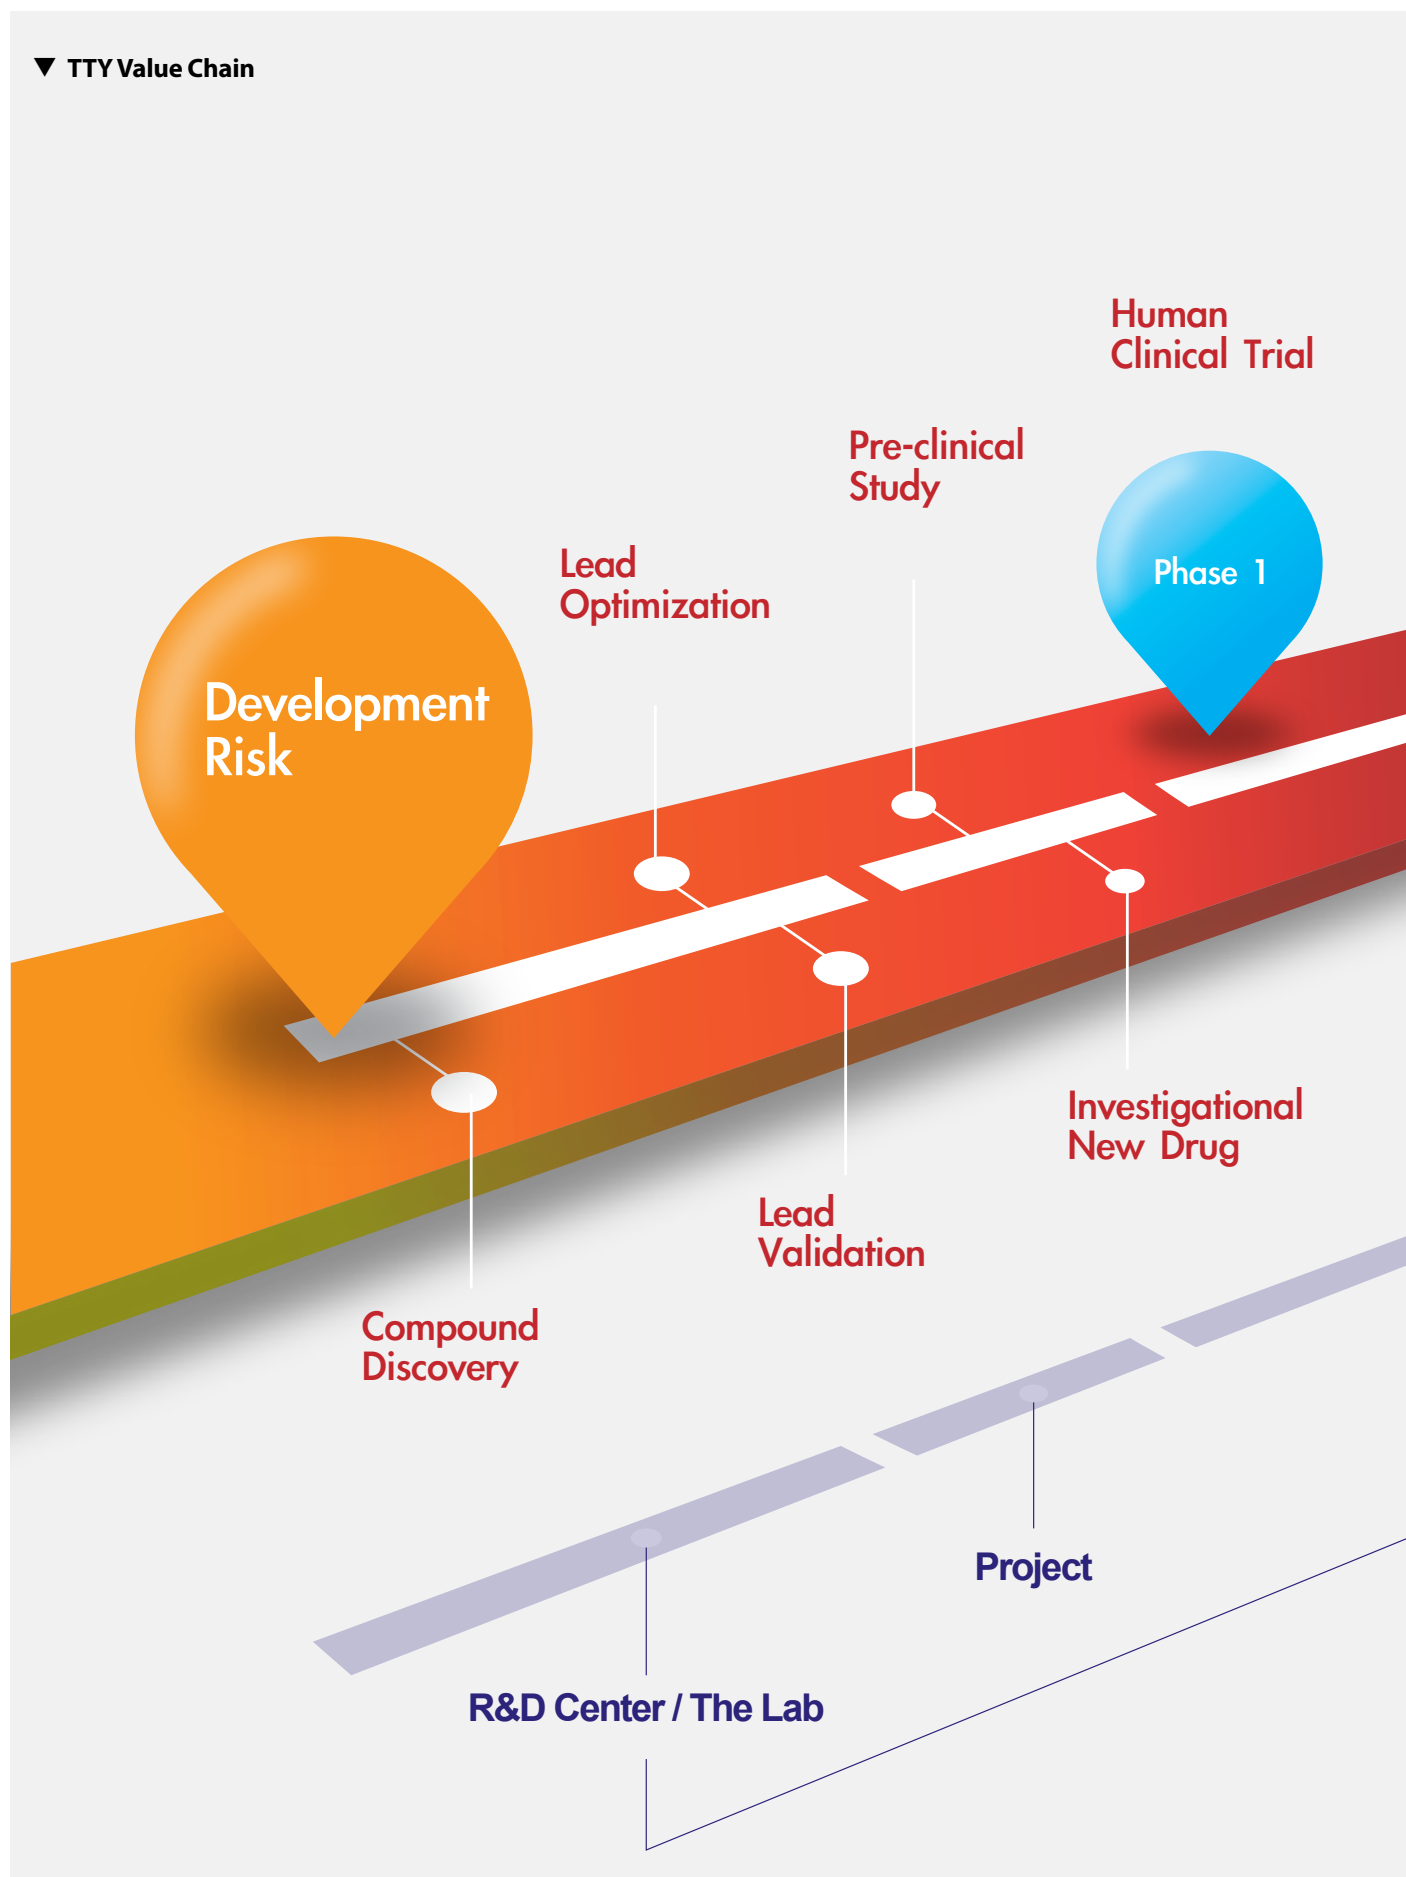 ▼ TTY Value Chain
Human
Clinical Trial
Pre-clinical
Study
Phase 1
Lead
Optimization
Development
Risk
Investigational
New Drug
Lead
Validation
Compound
Discovery
Project
R&D Center / The Lab